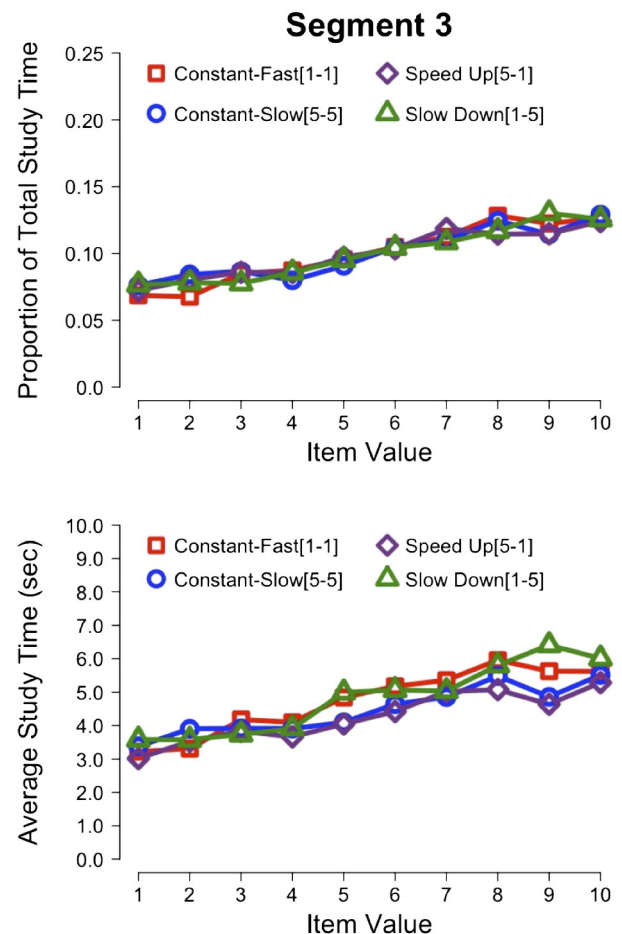 Segment 3
Proportion of Total Study Time
0.25
0.20
0.15
0.10
0.05
0.0
Constant-Fast[1-1]
Speed Up[5-1]
Constant-Slow[5-5]
Slow Down[1-5]
1 2 3 4 5 6 7 8 9 10
Item Value
Average Study Time (sec)
10.0
9.0
8.0
7.0
6.0
5.0
4.0
3.0
2.0
1.0
0.0
Constant-Fast[1-1]
Speed Up[5-1]
Constant-Slow[5-5]
Slow Down[1-5]
1 2 3 4 5 6 7 8 9 10
Item Value